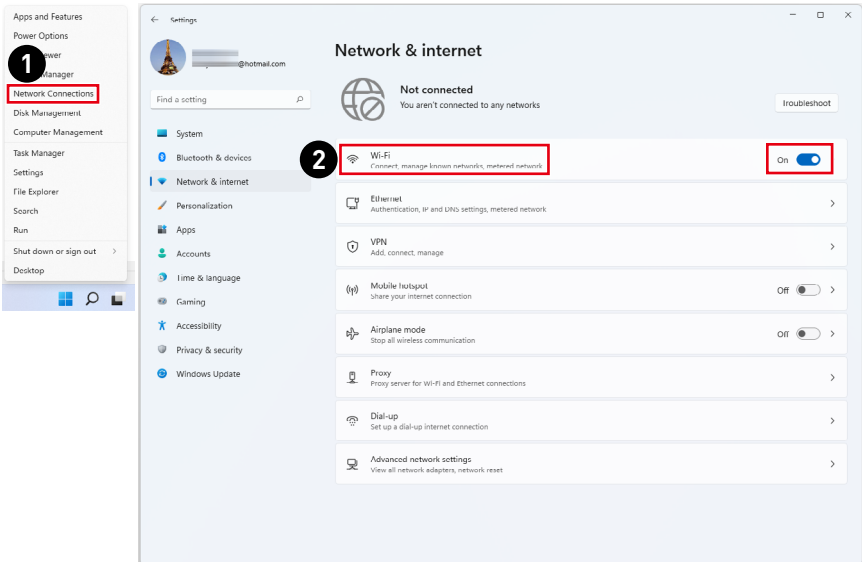 Apps and Features
Power Options
ewer
1
Manager
Network Connections
Disk Management
Computer Management
Task Manager
Settings
File Explorer
Search
Run
Shut down or sign out
Desktop
Settings
@hotmail.com
Find a setting
System
Bluetooth & devices
Network & internet
Personalization
Apps
Accounts
Time & language
Gaming
Accessibility
Privacy & security
Windows Update
Network & internet
Not connected
You aren't connected to any networks
Troubleshoot
2
Wi-Fi
Connect, manage known networks, metered network
On
Ethernet
Authentication, IP and DNS settings, metered network
VPN
Add, connect, manage
Mobile hotspot
Share your internet connection
Off
Airplane mode
Stop all wireless communication
Off
Proxy
Proxy server for Wi-Fi and Ethernet connections
Dial-up
Set up a dial-up internet connection
Advanced network settings
View all network adapters, network reset